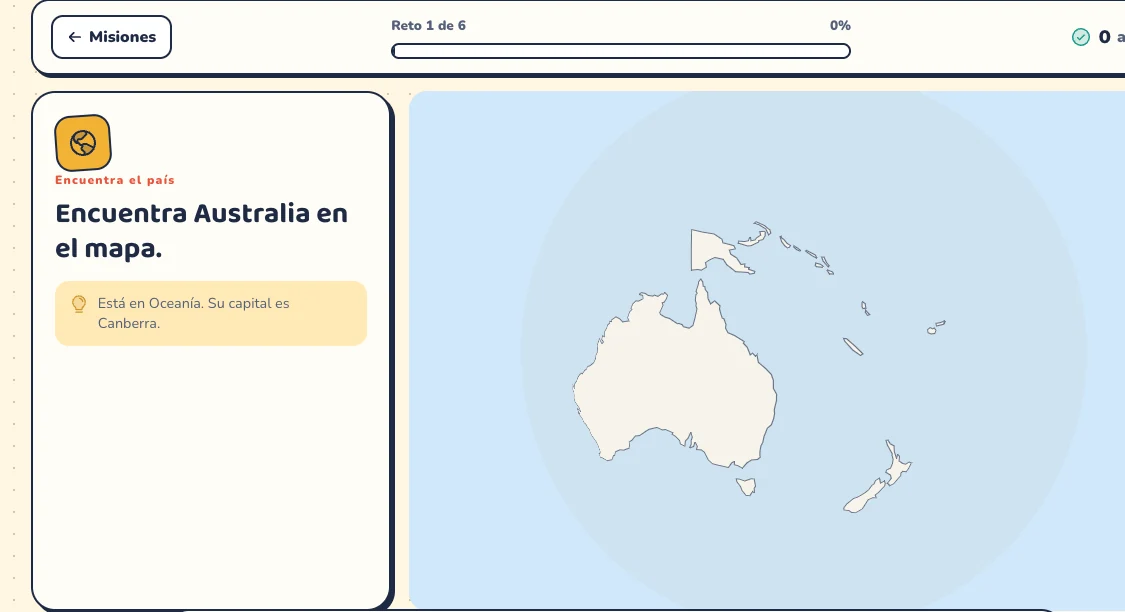 ← Misiones
Reto 1 de 6
0%
0 a
Encuentra el país
Encuentra Australia en
el mapa.
Está en Oceanía. Su capital es
Canberra.